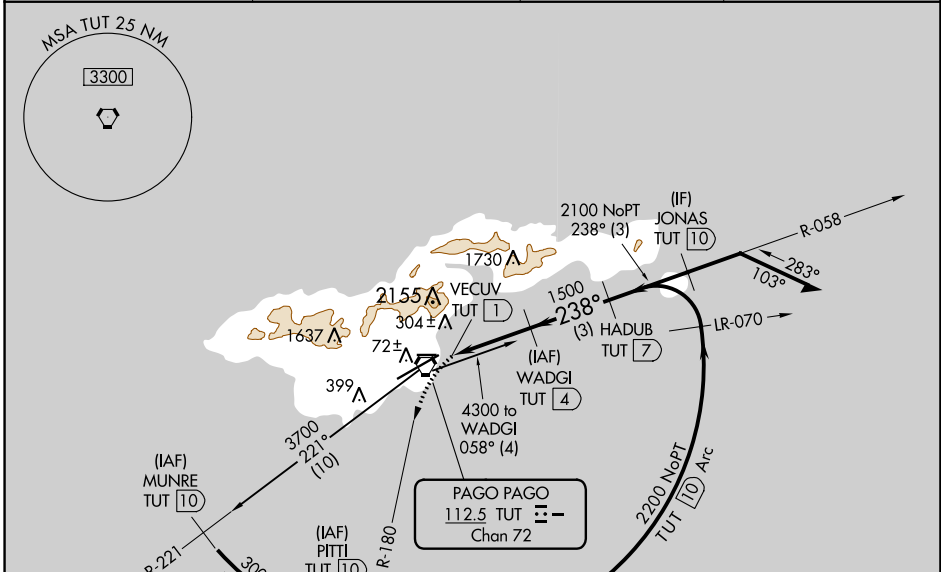 MSA TUT 25 NM
3300
2100 NoPT
238° (3)
(IF)
JONAS
TUT 10
R-058
283°
103°
1730
2155
VECUV
TUT 1
304±
1500
238°
(3)
HADUB
TUT 7
LR-070
1637
72±
(IAF)
WADGI
TUT 4
399
4300 to
WADGI
058° (4)
3700
221°
(10)
(IAF)
MUNRE
TUT 10
PAGO PAGO
112.5 TUT
Chan 72
2200 NoPT
TUT 10 Arc
R-180
(IAF)
PITTI
TUT 10
R-221